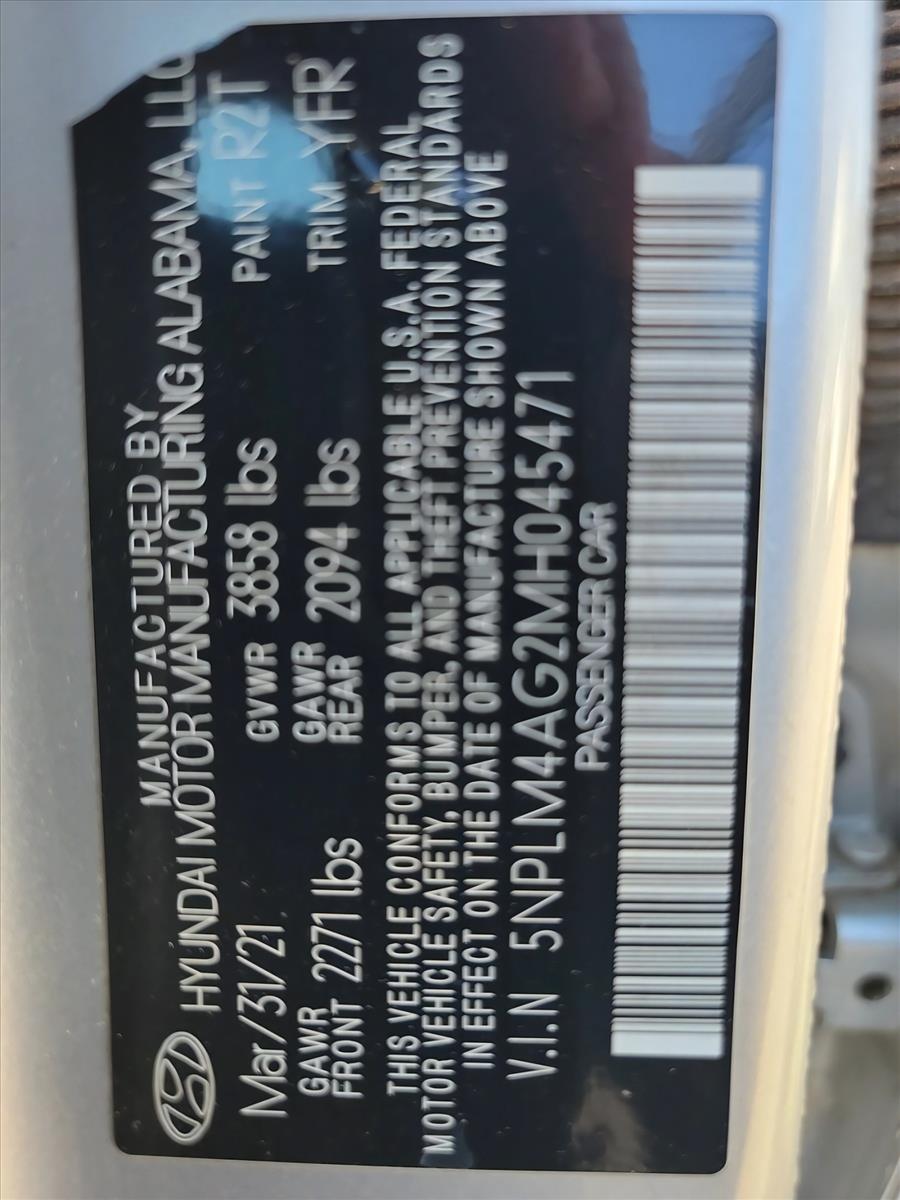 MANUFACTURED BY
HYUNDAI MOTOR MANUFACTURING ALABAMA, LLC
Mar/31/21 GVWR 3858 lbs PAINT R2T
GAWR FRONT 2271 lbs GAWR REAR 2094 lbs TRIM YFR
THIS VEHICLE CONFORMS TO ALL APPLICABLE U.S.A. FEDERAL
MOTOR VEHICLE SAFETY, BUMPER, AND THEFT PREVENTION STANDARDS
IN EFFECT ON THE DATE OF MANUFACTURE SHOWN ABOVE
V.I.N 5NPLM4AG2MH045471
PASSENGER CAR